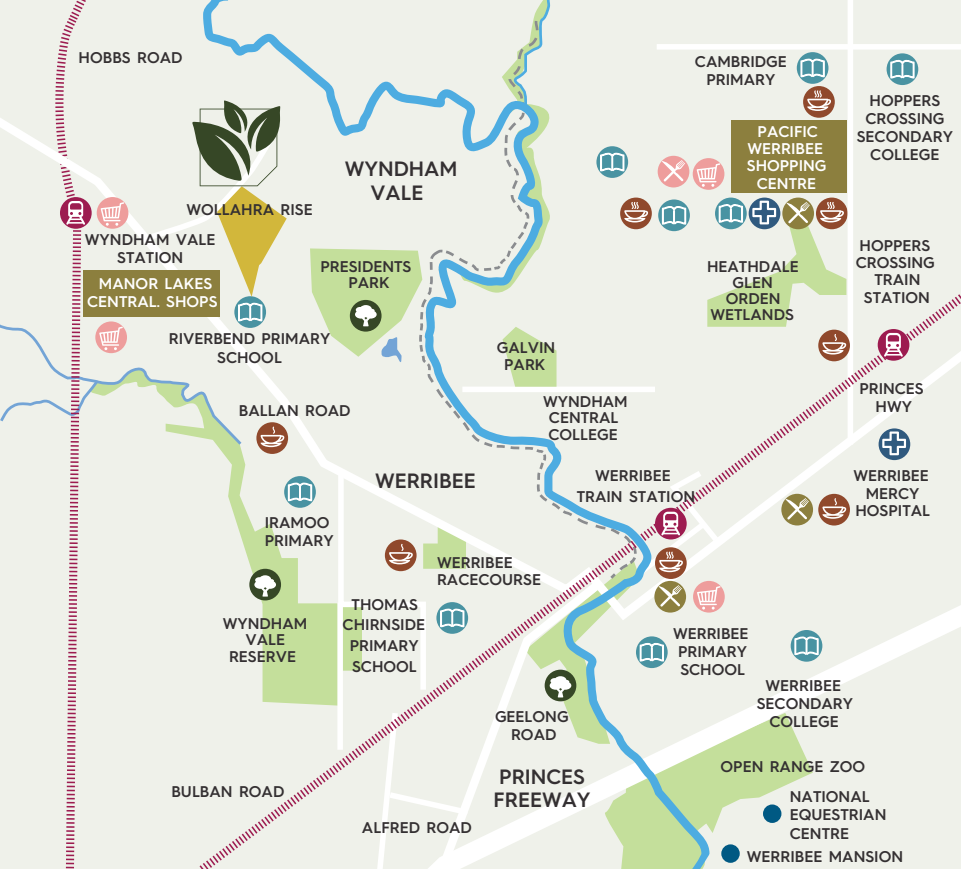 HOBBS ROAD
CAMBRIDGE
PRIMARY
HOPPERS
CROSSING
SECONDARY
COLLEGE
PACIFIC
WERRIBEE
SHOPPING
CENTRE
WYNDHAM
VALE
WOLLAHRA RISE
WYNDHAM VALE
STATION
MANOR LAKES
CENTRAL. SHOPS
PRESIDENTS
PARK
HEATHDALE
GLEN
ORDEN
WETLANDS
HOPPERS
CROSSING
TRAIN
STATION
RIVERBEND PRIMARY
SCHOOL
GALVIN
PARK
PRINCES
HWY
BALLAN ROAD
WYNDHAM
CENTRAL
COLLEGE
WERRIBEE
WERRIBEE
TRAIN STATION
WERRIBEE
MERCY
HOSPITAL
IRAMOO
PRIMARY
WERRIBEE
RACECOURSE
WYNDHAM
VALE
RESERVE
THOMAS
CHIRNSIDE
PRIMARY
SCHOOL
WERRIBEE
PRIMARY
SCHOOL
WERRIBEE
SECONDARY
COLLEGE
GEELONG
ROAD
PRINCES
FREEWAY
OPEN RANGE ZOO
BULBAN ROAD
NATIONAL
EQUESTRIAN
CENTRE
ALFRED ROAD
WERRIBEE MANSION